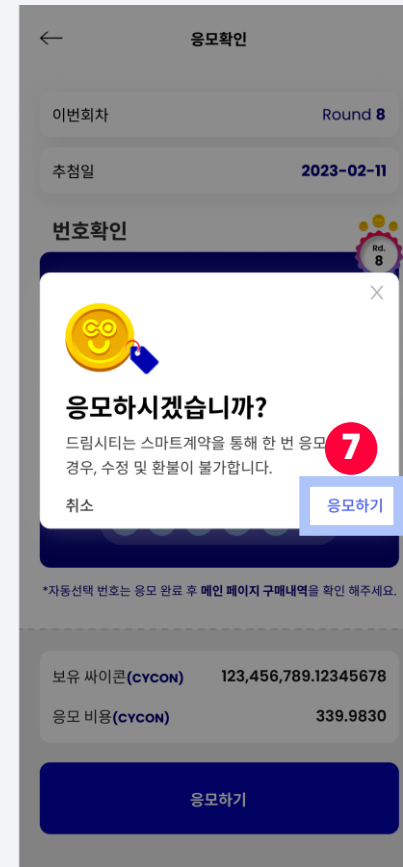 응모확인
이번회차 Round 8
추첨일 2023-02-11
번호확인
Rd.
8
CO
응모하시겠습니까?
드림시티는 스마트계약을 통해 한 번 응모
7
경우, 수정 및 환불이 불가합니다.
취소 응모하기
*자동선택 번호는 응모 완료 후 메인 페이지 구매내역을 확인 해주세요.
보유 싸이콘(CYCON) 123,456,789.12345678
응모 비용(CYCON) 339.9830
응모하기